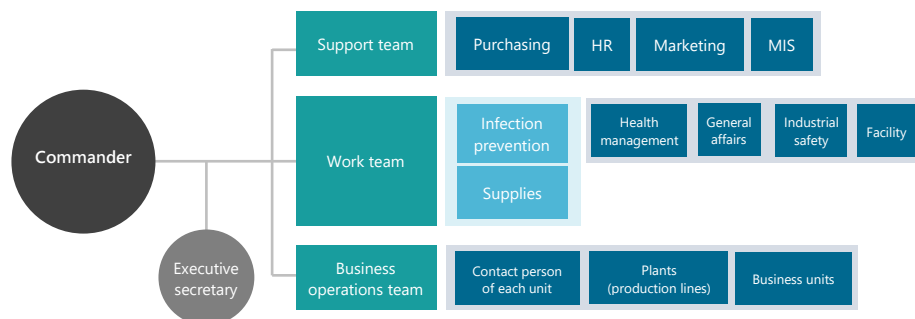 Commander
Executive
secretary
Support team
Purchasing
HR
Marketing
MIS
Work team
Infection
prevention
Supplies
Health
management
General
affairs
Industrial
safety
Facility
Business
operations team
Contact person
of each unit
Plants
(production lines)
Business units